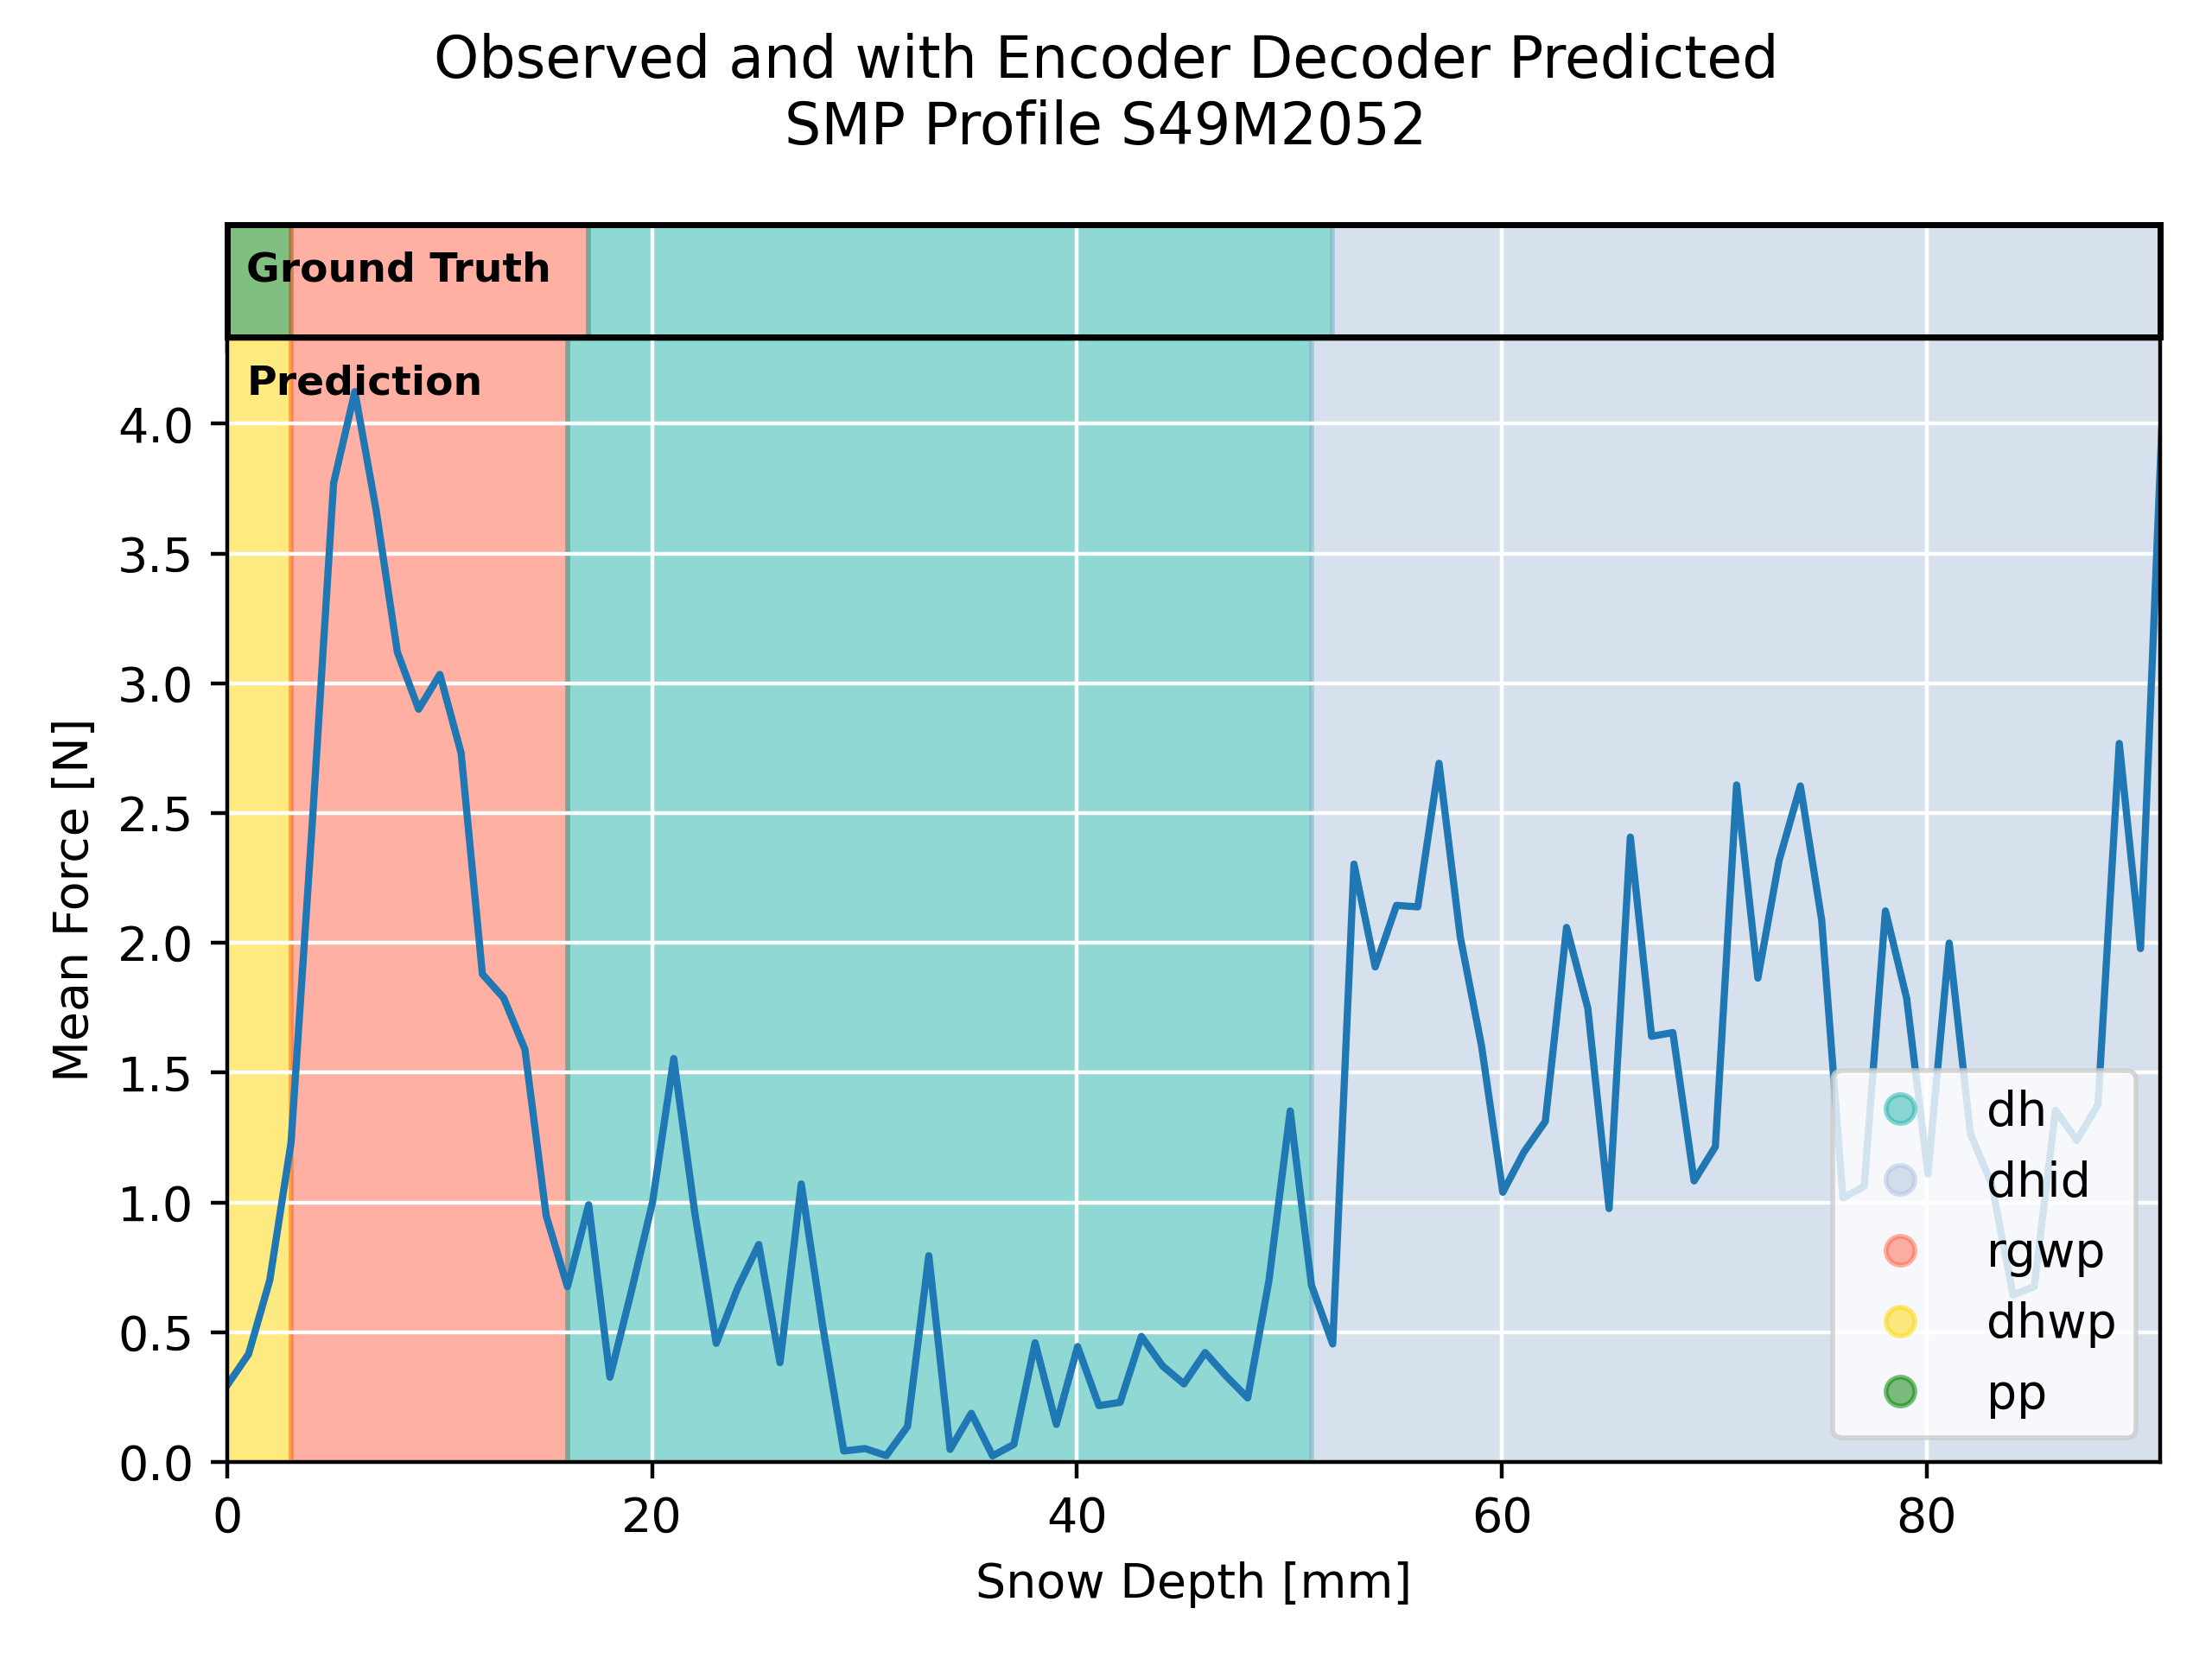 Observed and with Encoder Decoder Predicted
SMP Profile S49M2052
Ground Truth
Prediction
4.0
3.5
3.0
2.5
2.0
1.5
1.0
0.5
0.0
Mean Force [N]
0 20 40 60 80
Snow Depth [mm]
dh
dhid
rgwp
dhwp
pp